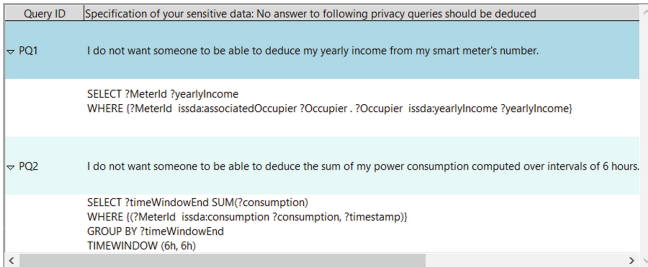 Query ID Specification of your sensitive data: No answer to following privacy queries should be deduced
PQ1 I do not want someone to be able to deduce my yearly income from my smart meter's number.
SELECT ?MeterId ?yearlyIncome
WHERE {?MeterId issda:associatedOccupier ?Occupier . ?Occupier issda:yearlyIncome ?yearlyIncome}
PQ2 I do not want someone to be able to deduce the sum of my power consumption computed over intervals of 6 hours.
SELECT ?timeWindowEnd SUM(?consumption)
WHERE {(?MeterId issda:consumption ?consumption, ?timestamp)}
GROUP BY ?timeWindowEnd
TIMEWINDOW (6h, 6h)